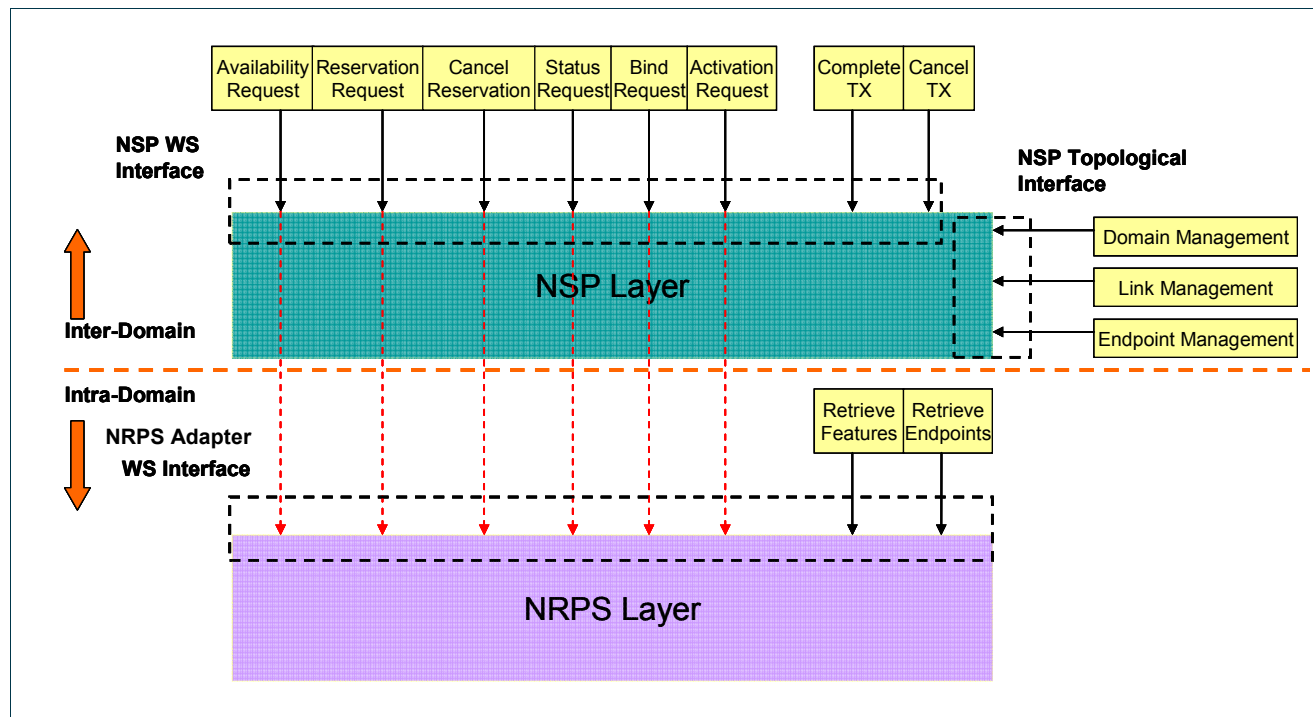 Availability
Request
Reservation
Request
Cancel
Reservation
Status
Request
Bind
Request
Activation
Request
Complete
TX
Cancel
TX
NSP WS
Interface
NSP Topological
Interface
Domain Management
Link Management
Endpoint Management
NSP Layer
Inter-Domain
Intra-Domain
NRPS Adapter
WS Interface
Retrieve
Features
Retrieve
Endpoints
NRPS Layer